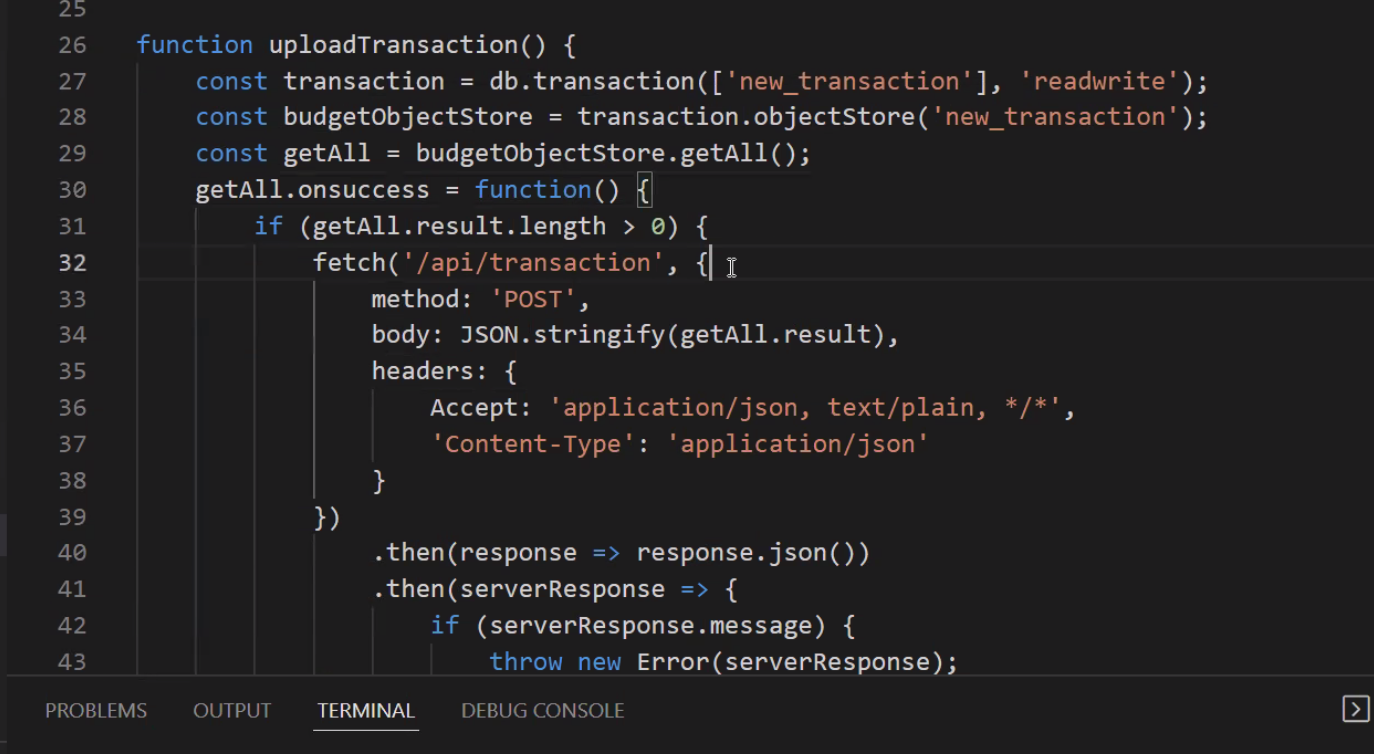 25
26 function uploadTransaction() {
27 const transaction = db.transaction(['new_transaction'], 'readwrite');
28 const budgetObjectStore = transaction.objectStore('new_transaction');
29 const getAll = budgetObjectStore.getAll();
30 getAll.onsuccess = function() {
31 if (getAll.result.length > 0) {
32 fetch('/api/transaction', {
33 method: 'POST',
34 body: JSON.stringify(getAll.result),
35 headers: {
36 Accept: 'application/json, text/plain, */*',
37 'Content-Type': 'application/json'
38 }
39 })
40 .then(response => response.json())
41 .then(serverResponse => {
42 if (serverResponse.message) {
43 throw new Error(serverResponse);
PROBLEMS OUTPUT TERMINAL DEBUG CONSOLE